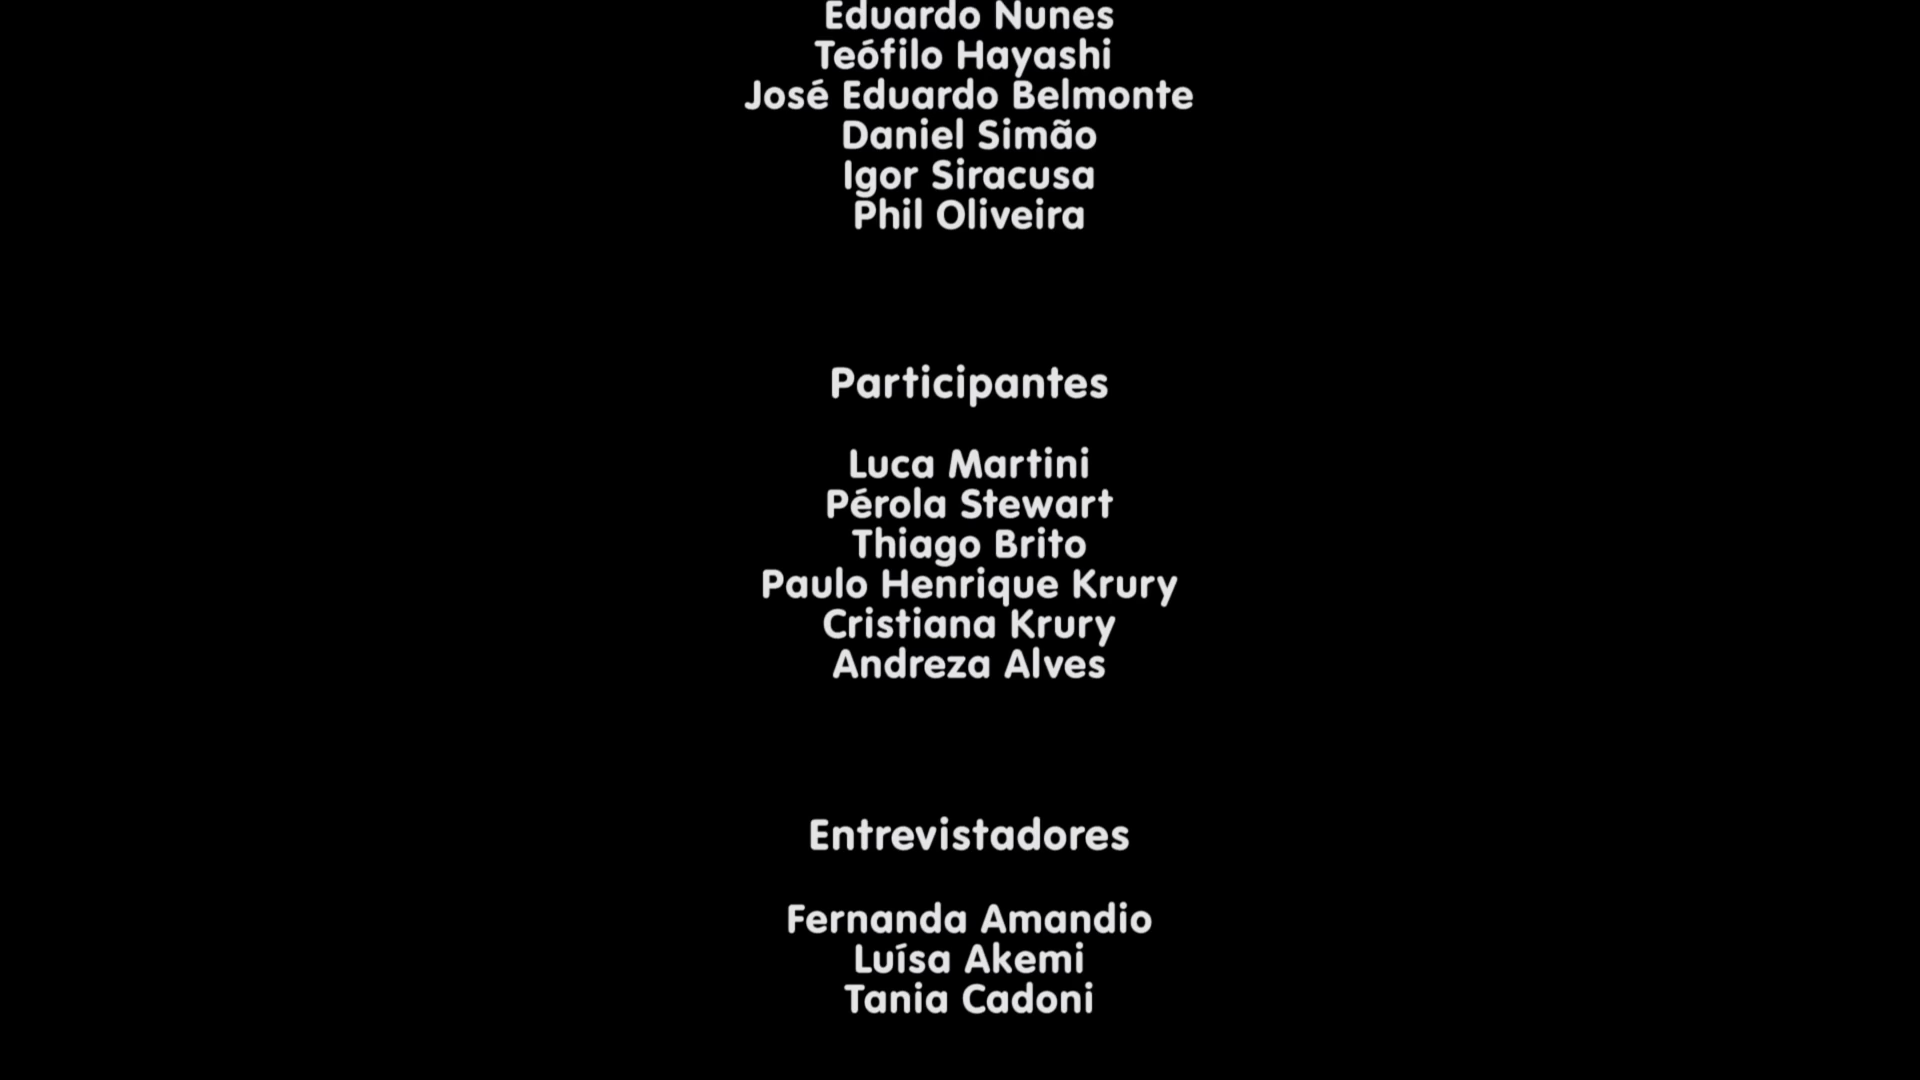 Eduardo Nunes
Teófilo Hayashi
José Eduardo Belmonte
Daniel Simão
Igor Siracusa
Phil Oliveira
Participantes
Luca Martini
Pérola Stewart
Thiago Brito
Paulo Henrique Krury
Cristiana Krury
Andreza Alves
Entrevistadores
Fernanda Amandio
Luísa Akemi
Tania Cadoni